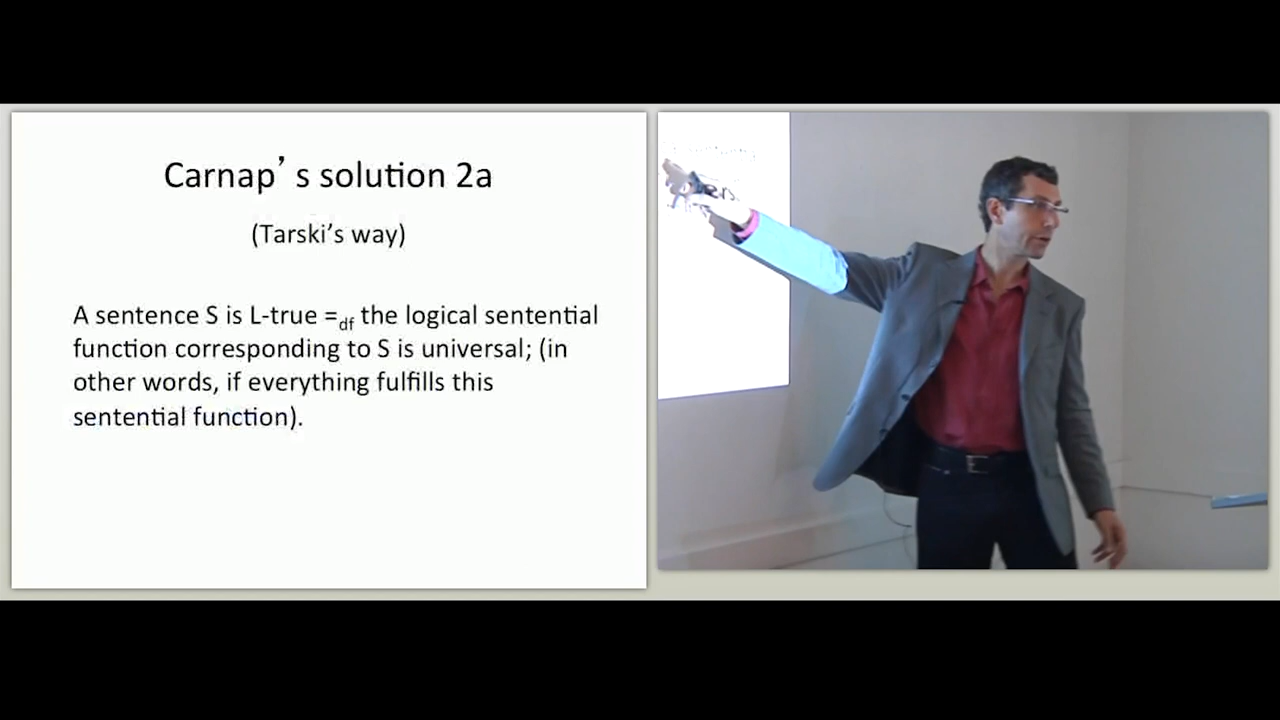 Carnap’ s solution 2a
(Tarski’s way)
A sentence S is L-true =df the logical sentential
function corresponding to S is universal; (in
other words, if everything fulfills this
sentential function).